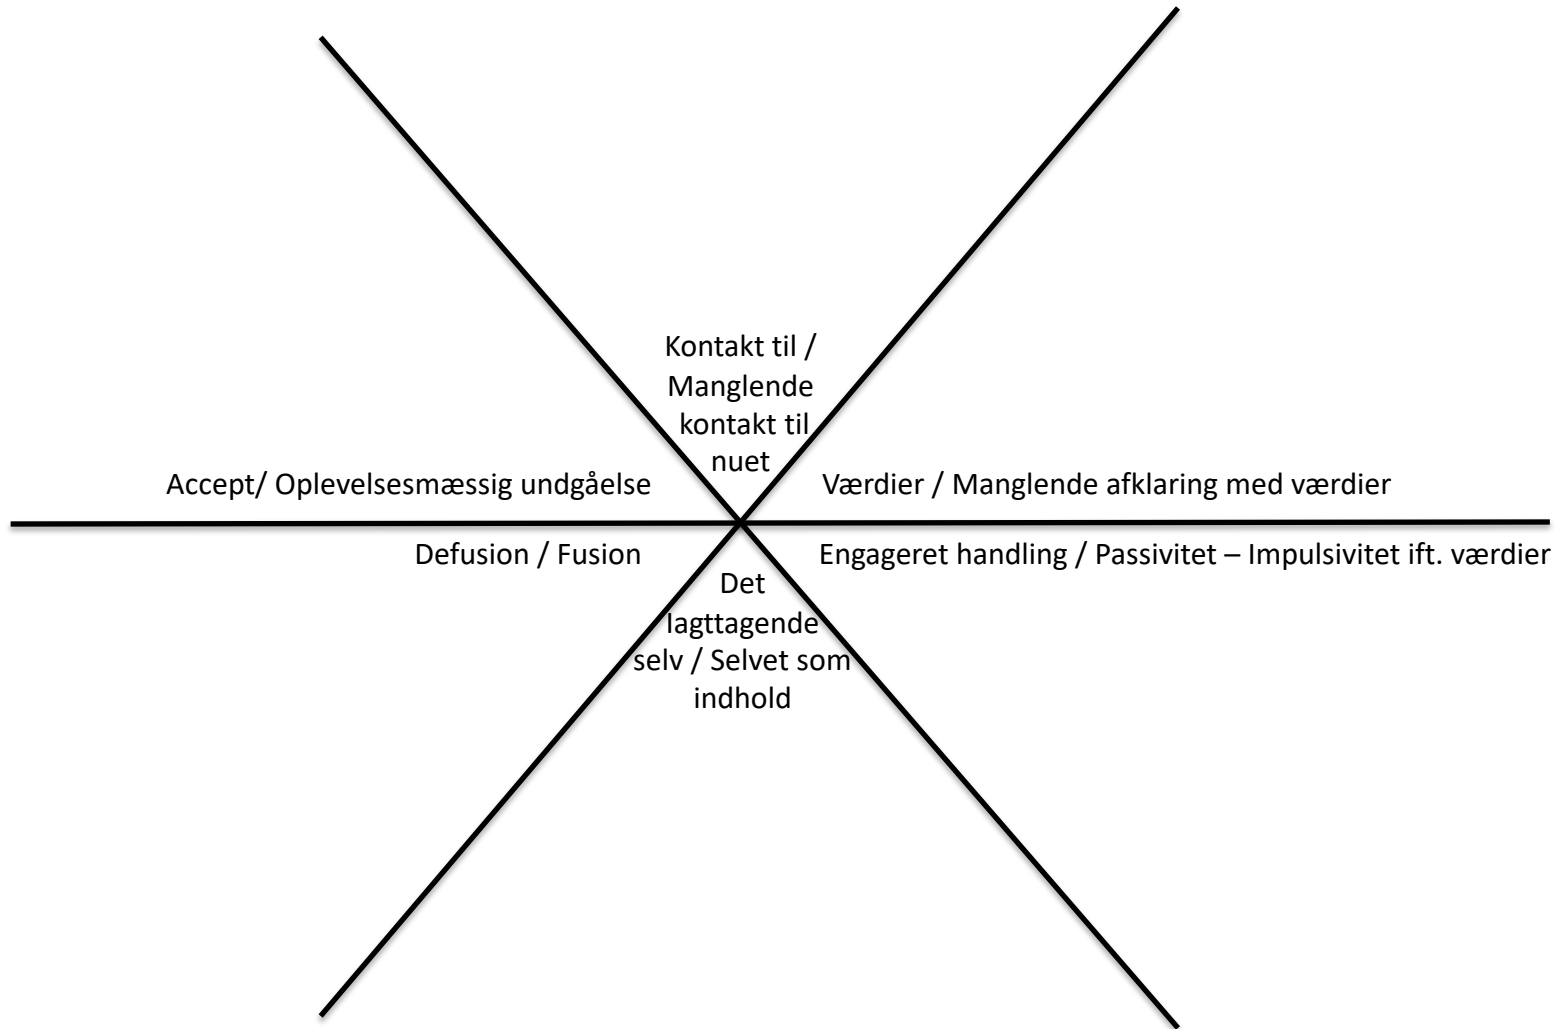 Kontakt til /
Manglende
kontakt til
nuet
Accept/ Oplevelsesmæssig undgåelse
Værdier / Manglende afklaring med værdier
Defusion / Fusion
Engageret handling / Passivitet – Impulsivitet ift. værdier
Det
Iagttagende
selv / Selvet som
indhold